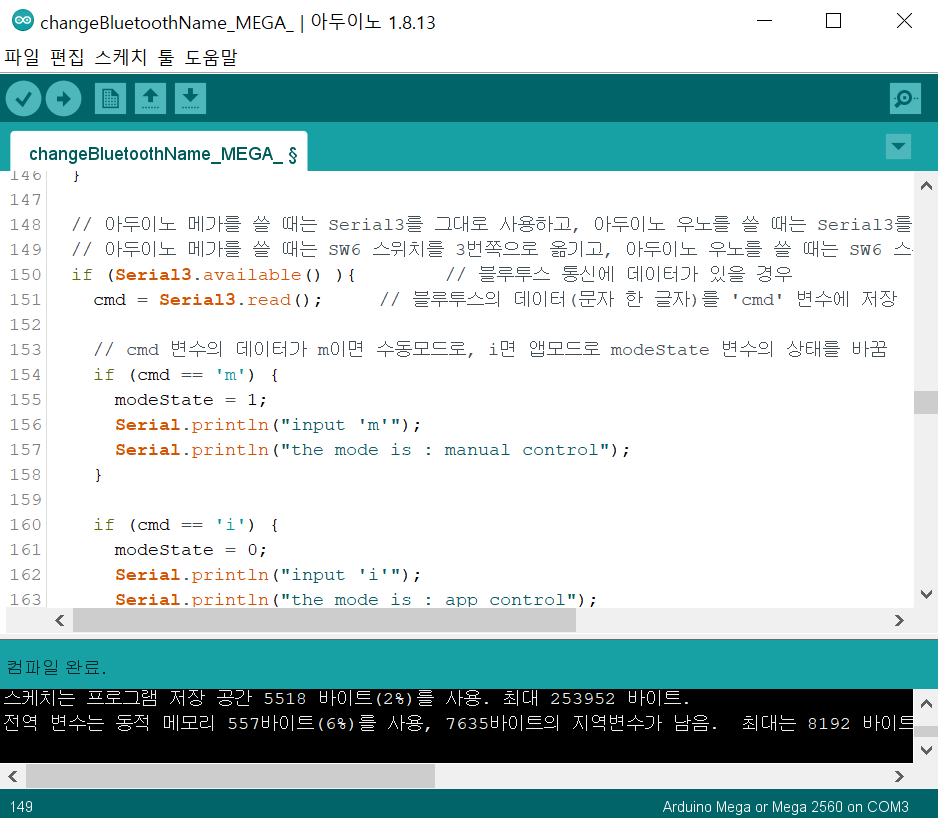 changeBluetoothName_MEGA_ | 아두이노 1.8.13
파일 편집 스케치 툴 도움말
changeBluetoothName_MEGA_ §
146 }
147
148 // 아두이노 메가를 쓸 때는 Serial3를 그대로 사용하고, 아두이노 우노를 쓸 때는 Serial3를
149 // 아두이노 메가를 쓸 때는 SW6 스위치를 3번쪽으로 옮기고, 아두이노 우노를 쓸 때는 SW6 스
150 if (Serial3.available() ){ // 블루투스 통신에 데이터가 있을 경우
151 cmd = Serial3.read(); // 블루투스의 데이터(문자 한 글자)를 'cmd' 변수에 저장
152
153 // cmd 변수의 데이터가 m이면 수동모드로, i면 앱모드로 modeState 변수의 상태를 바꿈
154 if (cmd == 'm') {
155 modeState = 1;
156 Serial.println("input 'm'");
157 Serial.println("the mode is : manual control");
158 }
159
160 if (cmd == 'i') {
161 modeState = 0;
162 Serial.println("input 'i'");
163 Serial.println("the mode is : app control");
컴파일 완료.
스케치는 프로그램 저장 공간 5518 바이트(2%)를 사용. 최대 253952 바이트.
전역 변수는 동적 메모리 557바이트(6%)를 사용, 7635바이트의 지역변수가 남음. 최대는 8192 바이트
149
Arduino Mega or Mega 2560 on COM3